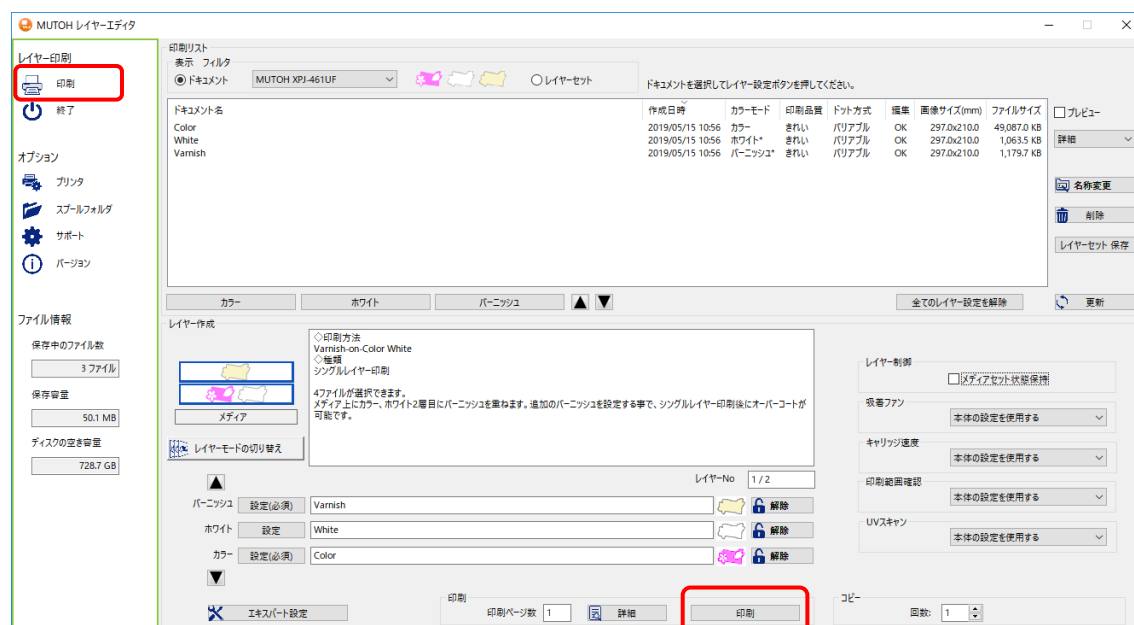 MUTOH レイヤーエディタ
レイヤー印刷
印刷
終了
オプション
プリンタ
スプールフォルダ
サポート
バージョン
ファイル情報
保存中のファイル数
3 ファイル
保存容量
50.1 MB
ディスクの空き容量
728.7 GB
印刷リスト
表示 フィルタ
ドキュメント
MUTOH XPJ-461UF
レイヤーセット
ドキュメントを選択してレイヤー設定ボタンを押してください。
ドキュメント名 作成日時 カラーモード 印刷品質 ドット方式 編集 画像サイズ(mm) ファイルサイズ
Color 2019/05/15 10:56 カラー きれい バリアブル OK 297.0x210.0 49,087.0 KB
White 2019/05/15 10:56 ホワイト* きれい バリアブル OK 297.0x210.0 1,063.5 KB
Varnish 2019/05/15 10:56 バーニッシュ* きれい バリアブル OK 297.0x210.0 1,179.7 KB
プレビュー
詳細
名称変更
削除
レイヤーセット 保存
カラー ホワイト バーニッシュ 全てのレイヤー設定を解除 更新
レイヤー作成
メディア
レイヤーモードの切り替え
◇印刷方法
Varnish-on-Color White
◇種類
シングルレイヤー印刷
4ファイルが選択できます。
メディア上にカラー、ホワイト2層目にバーニッシュを重ねます。追加のバーニッシュを設定する事で、シングルレイヤー印刷後にオーバーコートが
可能です。
レイヤーNo 1 / 2
バーニッシュ 設定(必須) Varnish 解除
ホワイト 設定 White 解除
カラー 設定(必須) Color 解除
エキスパート設定
印刷
印刷ページ数 1 詳細 印刷
レイヤー制御
メディアセット状態保持
吸着ファン
本体の設定を使用する
キャリッジ速度
本体の設定を使用する
印刷範囲確認
本体の設定を使用する
UVスキャン
本体の設定を使用する
コピー
回数: 1